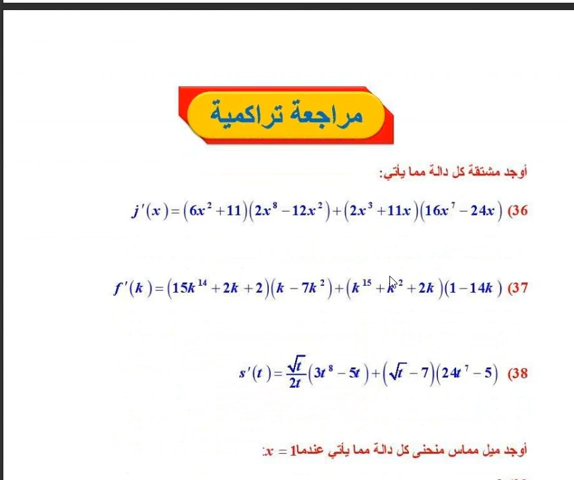 مراجعة تراكمية
أوجد مشتقة كل دالة مما يأتي:
j′(x)=(6x²+11)(2x⁸−12x²)+(2x³+11x)(16x⁷−24x) (36
f′(k)=(15k¹⁴+2k+2)(k−7k²)+(k¹⁵+k²+2k)(1−14k) (37
s′(t)=√t/2t(3t⁸−5t)+(√t−7)(24t⁷−5) (38
أوجد ميل مماس منحنى كل دالة مما يأتي عندما x = 1: